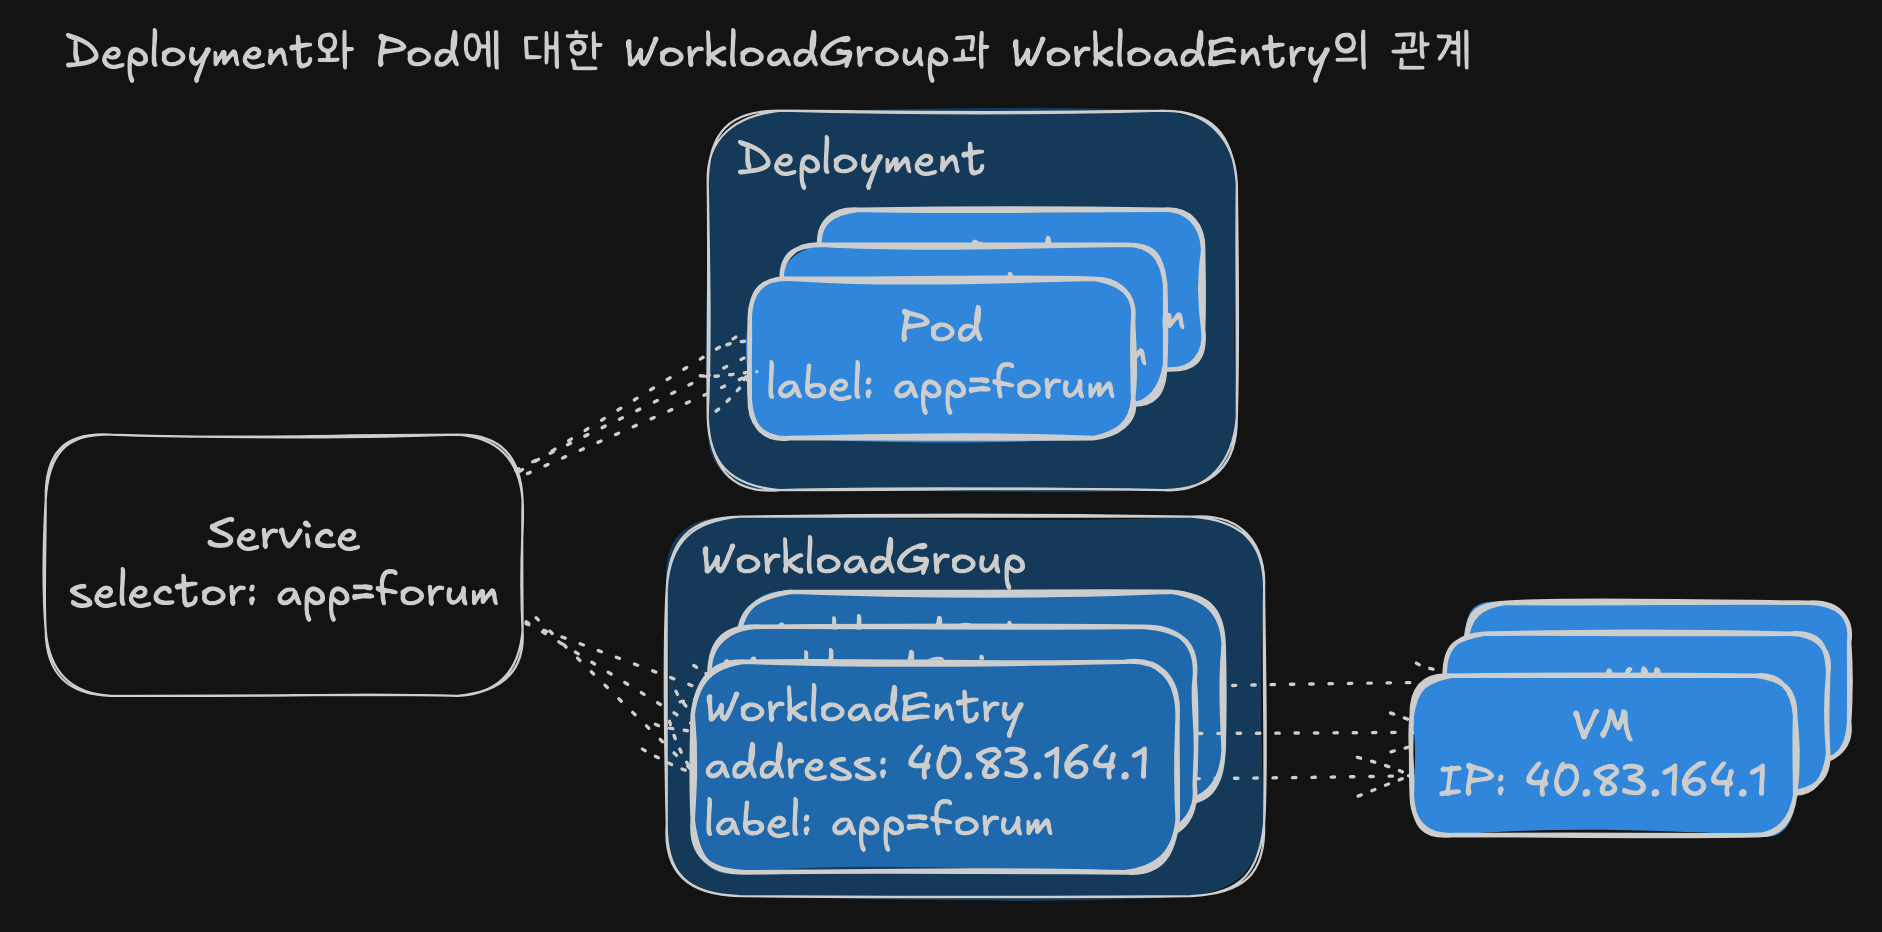 Deployment와 Pod에 대한 WorkloadGroup과 WorkloadEntry의 관계
Deployment
Pod
label: app=forum
Service
selector: app=forum
WorkloadGroup
WorkloadEntry
address: 40.83.164.1
label: app=forum
VM
IP: 40.83.164.1